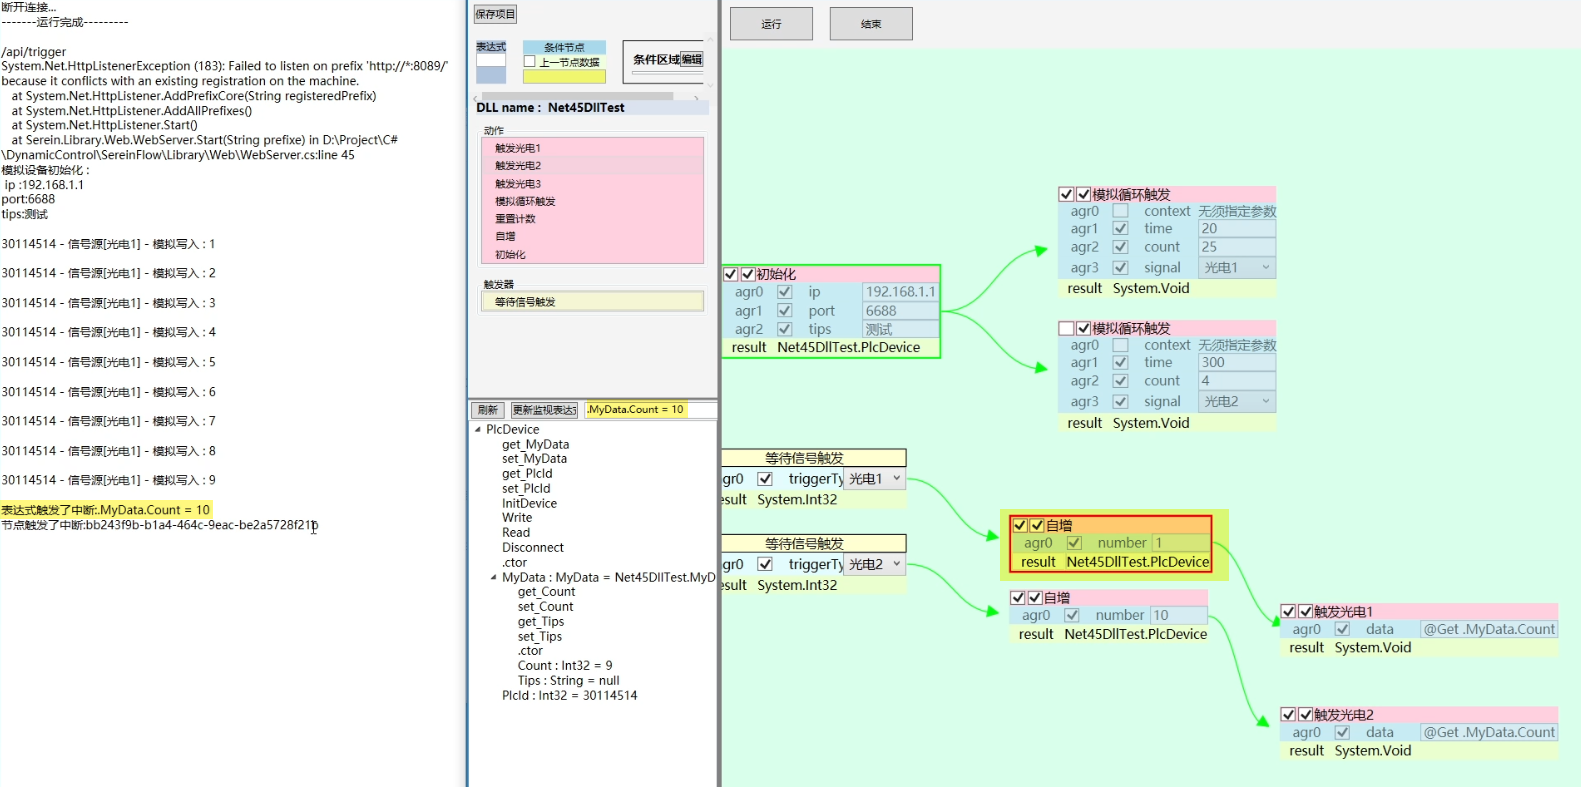 断开连接...
-------运行完成---------
/api/trigger
System.Net.HttpListenerException (183): Failed to listen on prefix 'http://*:8089/'
because it conflicts with an existing registration on the machine.
at System.Net.HttpListener.AddPrefixCore(String registeredPrefix)
at System.Net.HttpListener.AddAllPrefixes()
at System.Net.HttpListener.Start()
at Serein.Library.Web.WebServer.Start(String prefixe) in D:\Project\C#
\DynamicControl\SereinFlow\Library\Web\WebServer.cs:line 45
模拟设备初始化 :
ip :192.168.1.1
port:6688
tips:测试
30114514 - 信号源[光电1] - 模拟写入 : 1
30114514 - 信号源[光电1] - 模拟写入 : 2
30114514 - 信号源[光电1] - 模拟写入 : 3
30114514 - 信号源[光电1] - 模拟写入 : 4
30114514 - 信号源[光电1] - 模拟写入 : 5
30114514 - 信号源[光电1] - 模拟写入 : 6
30114514 - 信号源[光电1] - 模拟写入 : 7
30114514 - 信号源[光电1] - 模拟写入 : 8
30114514 - 信号源[光电1] - 模拟写入 : 9
表达式触发了中断:.MyData.Count = 10
节点触发了中断:bb243f9b-b1a4-464c-9eac-be2a5728f21b
保存项目
表达式
条件节点
上一节点数据
条件区域 编辑
DLL name : Net45DllTest
动作
触发光电1
触发光电2
触发光电3
模拟循环触发
重置计数
自增
初始化
触发器
等待信号触发
刷新 更新监视表达式 .MyData.Count = 10
PlcDevice
get_MyData
set_MyData
get_PlcId
set_PlcId
InitDevice
Write
Read
Disconnect
.ctor
MyData : MyData = Net45DllTest.MyD
get_Count
set_Count
get_Tips
set_Tips
.ctor
Count : Int32 = 9
Tips : String = null
PlcId : Int32 = 30114514
运行 结束
初始化
agr0 ip 192.168.1.1
agr1 port 6688
agr2 tips 测试
result Net45DllTest.PlcDevice
模拟循环触发
agr0 context 无须指定参数
agr1 time 20
agr2 count 25
agr3 signal 光电1
result System.Void
模拟循环触发
agr0 context 无须指定参数
agr1 time 300
agr2 count 4
agr3 signal 光电2
result System.Void
等待信号触发
gr0 triggerTy 光电1
esult System.Int32
等待信号触发
gr0 triggerTy 光电2
esult System.Int32
自增
agr0 number 1
result Net45DllTest.PlcDevice
自增
agr0 number 10
result Net45DllTest.PlcDevice
触发光电1
agr0 data @Get .MyData.Count
result System.Void
触发光电2
agr0 data @Get .MyData.Count
result System.Void